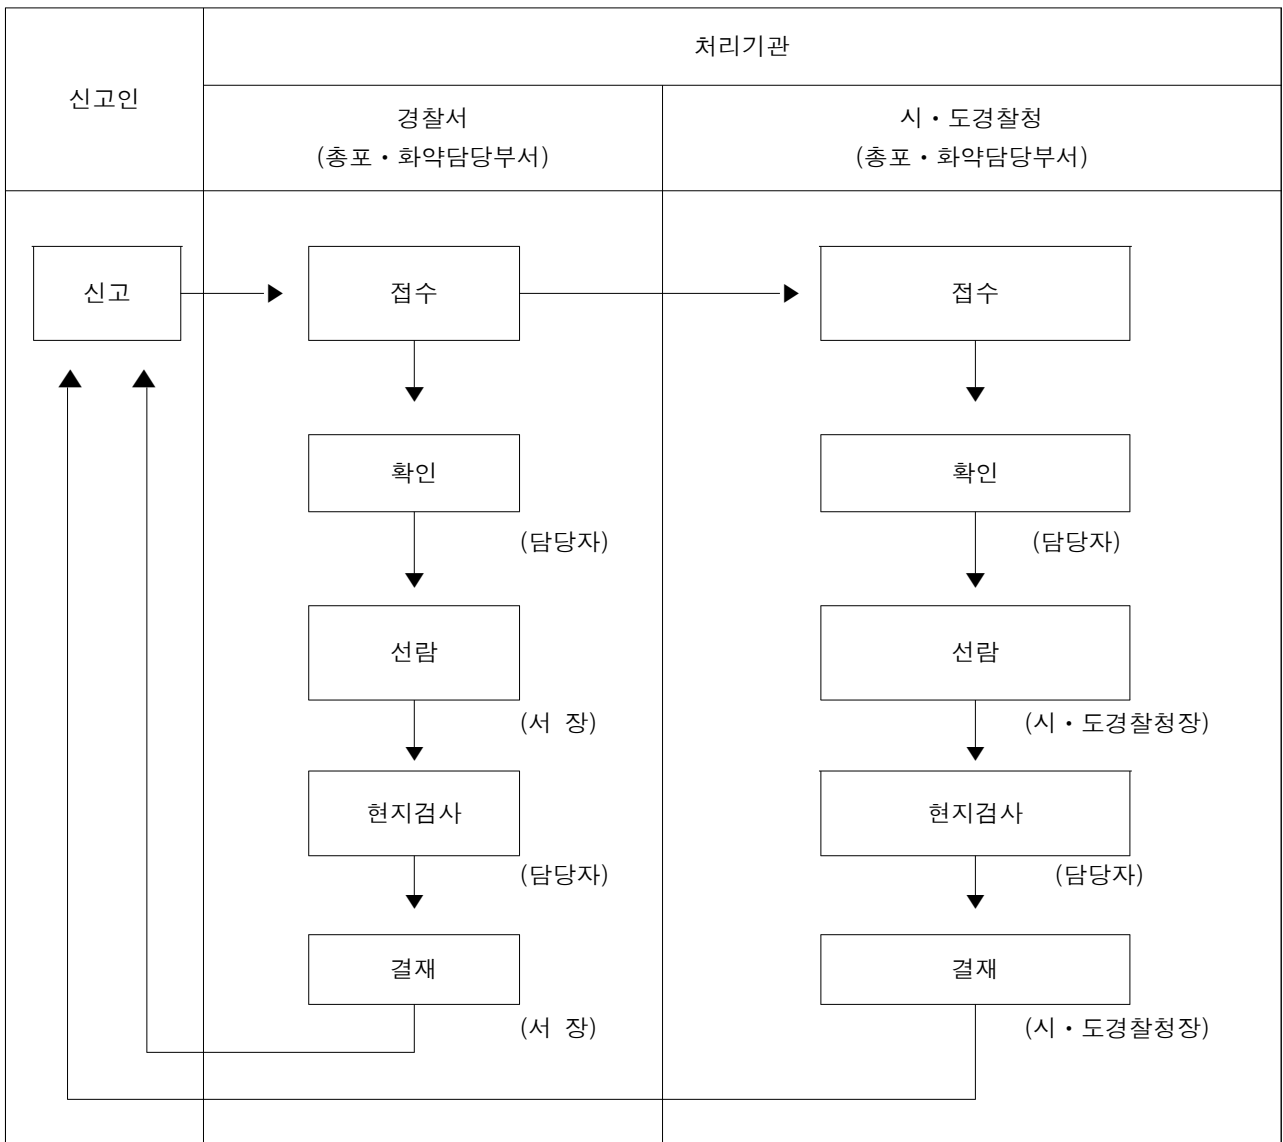 신고인
처리기관
경찰서
(총포・화약담당부서)
시・도경찰청
(총포・화약담당부서)
신고
접수
접수
확인
(담당자)
확인
(담당자)
선람
(서 장)
선람
(시・도경찰청장)
현지검사
(담당자)
현지검사
(담당자)
결재
(서 장)
결재
(시・도경찰청장)